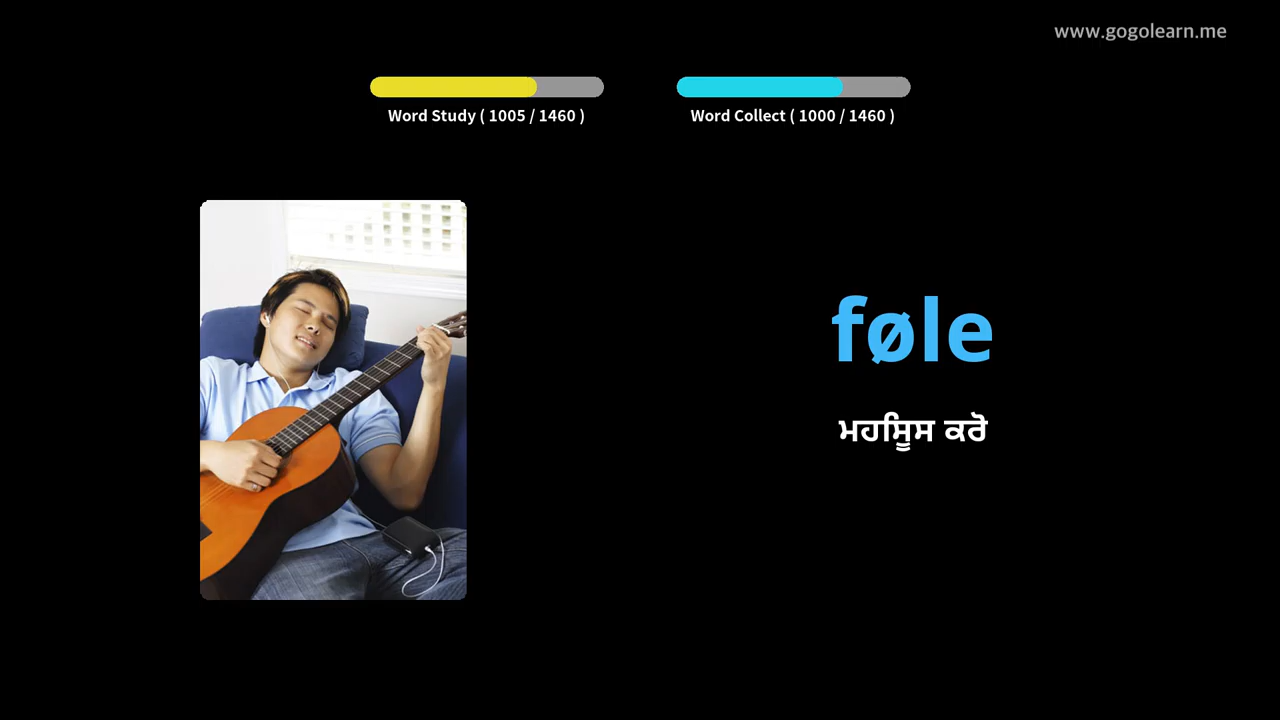 www.gogolearn.me
Word Study ( 1005 / 1460 )
Word Collect ( 1000 / 1460 )
føle
ਮਹਸਿੂਸ ਕਰੋ